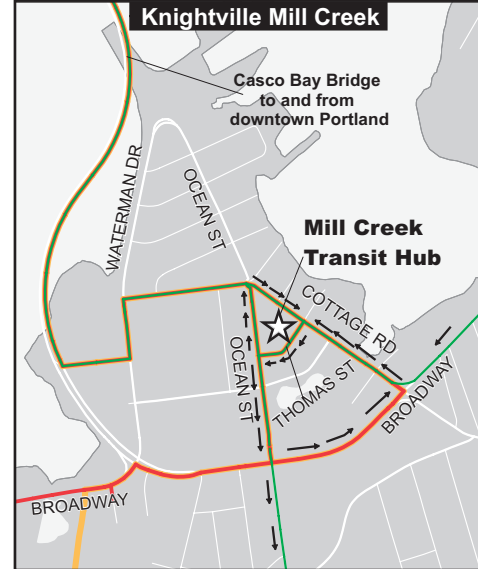 Knightville Mill Creek
Casco Bay Bridge
to and from
downtown Portland
WATERMAN DR
OCEAN ST
Mill Creek
Transit Hub
COTTAGE RD
OCEAN ST
THOMAS ST
BROADWAY
BROADWAY